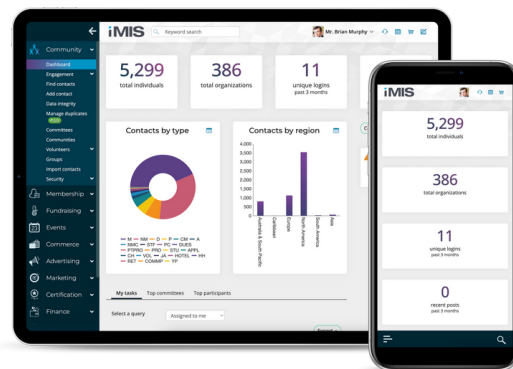 iMIS
Keyword search
Mr. Brian Murphy
Community
Dashboard
Engagement
Find contacts
Add contact
Data integrity
Manage duplicates
Committees
Communities
Volunteers
Groups
Import contacts
Security
Membership
Fundraising
Events
Commerce
Advertising
Marketing
Certification
Finance
5,299
total individuals
386
total organizations
11
unique logins
past 3 months
Contacts by type
M NM D P CM A
NMC STF PC DUES
PTPRO PRO STU APPL
CH VOL JA HOTEL HH
RET COMMP YP
Contacts by region
4,000
3,500
3,000
2,500
2,000
1,500
1,000
500
0
Australia & South Pacific
Caribbean
Europe
North America
South America
Asia
My tasks Top committees Top participants
Select a query
Assigned to me
iMIS
5,299
total individuals
386
total organizations
11
unique logins
past 3 months
0
recent posts
past 3 months